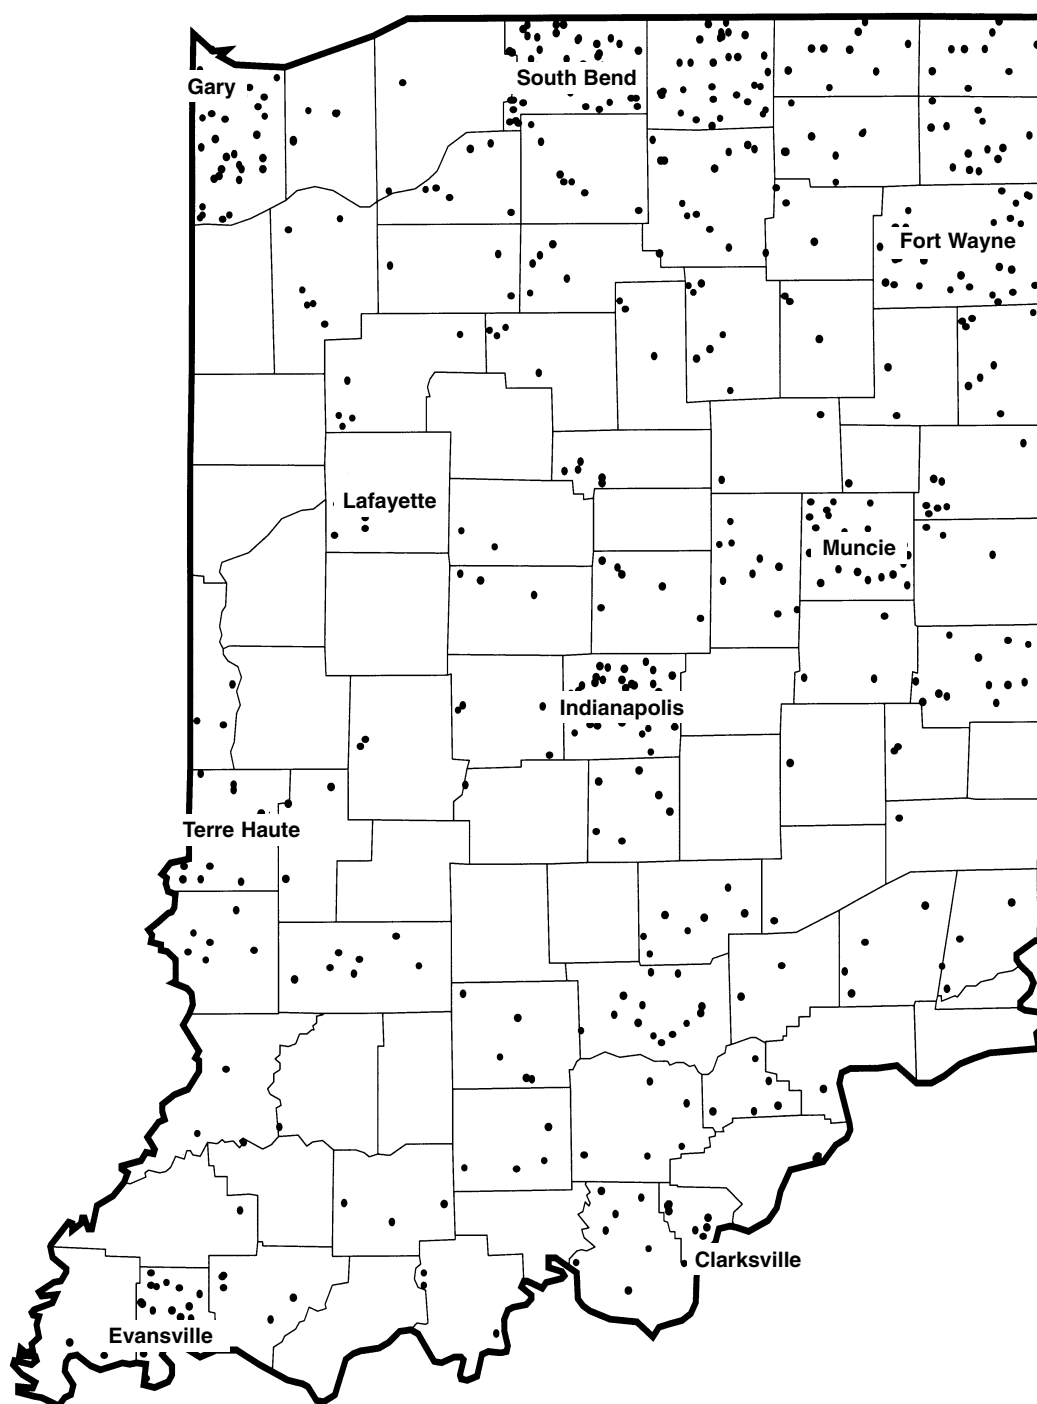 South Bend
Gary
Fort Wayne
Lafayette
Muncie
Indianapolis
Terre Haute
Clarksville
Evansville